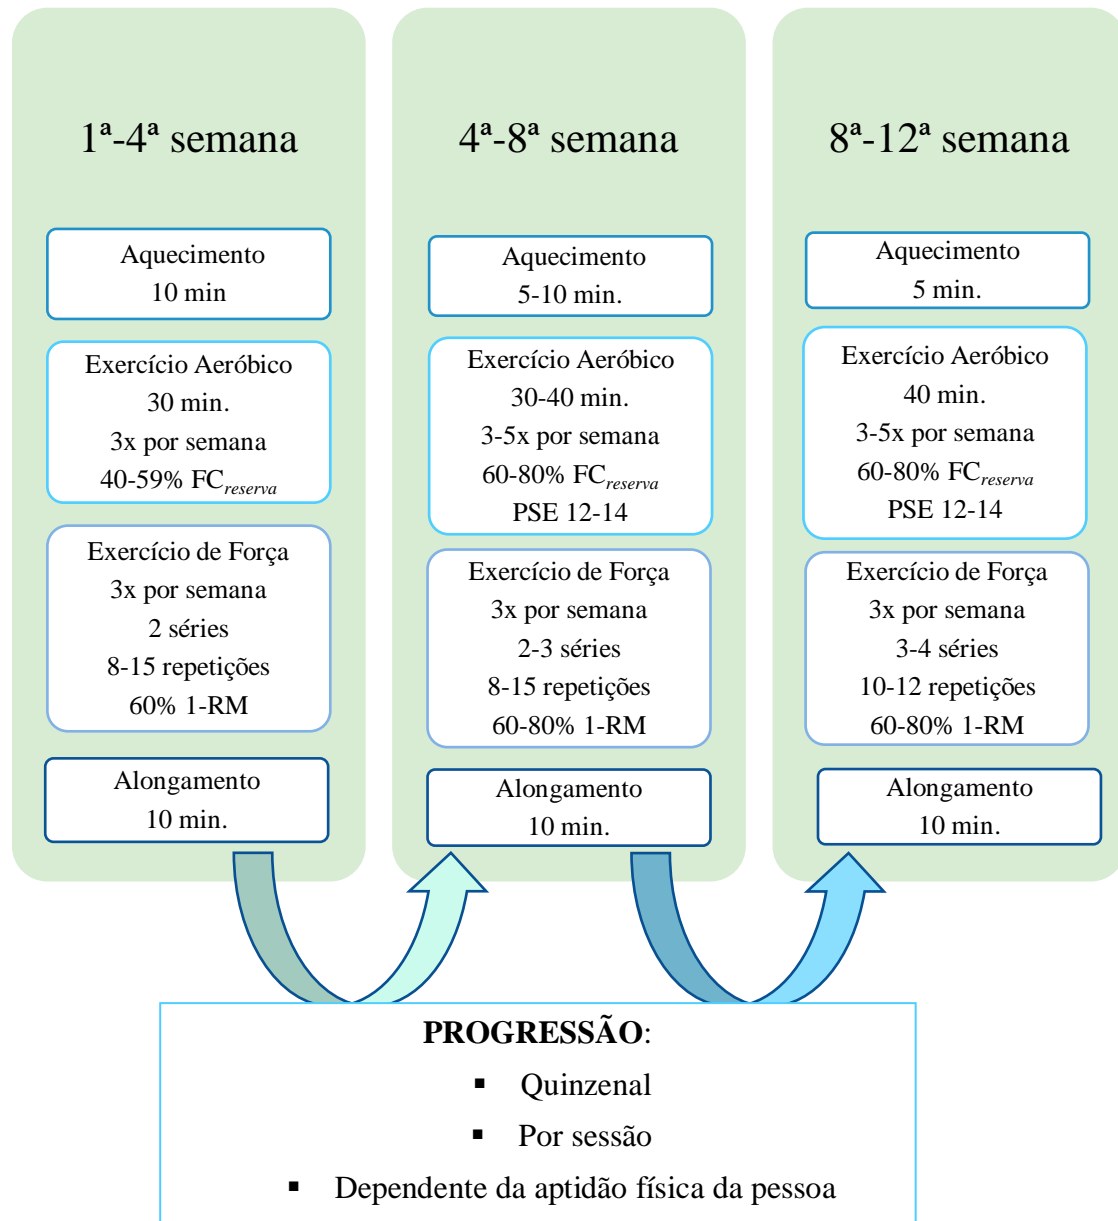 1ª-4ª semana
Aquecimento
10 min
Exercício Aeróbico
30 min.
3x por semana
40-59% FCreserva
Exercício de Força
3x por semana
2 séries
8-15 repetições
60% 1-RM
Alongamento
10 min.
4ª-8ª semana
Aquecimento
5-10 min.
Exercício Aeróbico
30-40 min.
3-5x por semana
60-80% FCreserva
PSE 12-14
Exercício de Força
3x por semana
2-3 séries
8-15 repetições
60-80% 1-RM
Alongamento
10 min.
8ª-12ª semana
Aquecimento
5 min.
Exercício Aeróbico
40 min.
3-5x por semana
60-80% FCreserva
PSE 12-14
Exercício de Força
3x por semana
3-4 séries
10-12 repetições
60-80% 1-RM
Alongamento
10 min.
PROGRESSÃO:
▪ Quinzenal
▪ Por sessão
▪ Dependente da aptidão física da pessoa